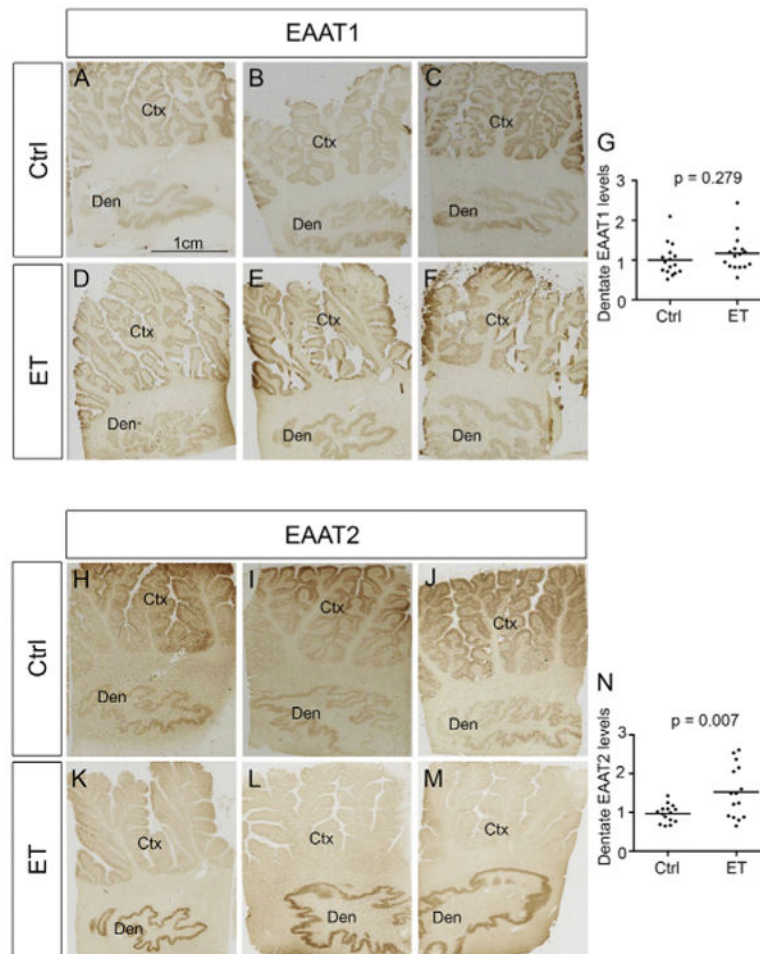 EAAT1
Ctrl
A
Ctx
Den
1cm
B
Ctx
Den
C
Ctx
Den
ET
D
Ctx
Den
E
Ctx
Den
F
Ctx
Den
G
p = 0.279
Dentate EAAT1 levels
3
2
1
0
Ctrl
ET
EAAT2
Ctrl
H
Ctx
Den
I
Ctx
Den
J
Ctx
Den
ET
K
Ctx
Den
L
Ctx
Den
M
Ctx
Den
N
p = 0.007
Dentate EAAT2 levels
3
2
1
0
Ctrl
ET